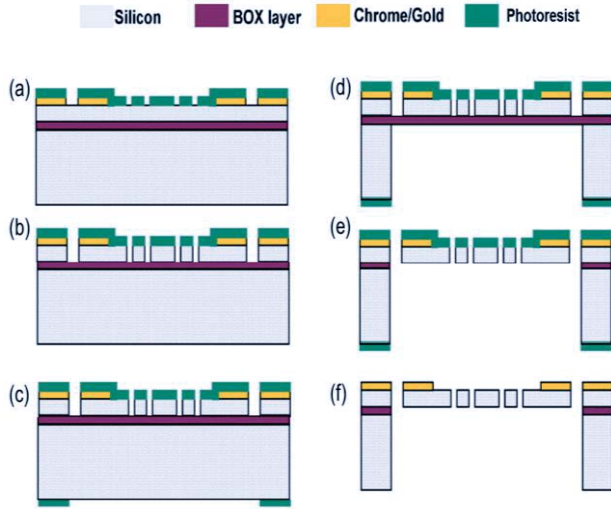 Silicon BOX layer Chrome/Gold Photoresist
(a)
(b)
(c)
(d)
(e)
(f)